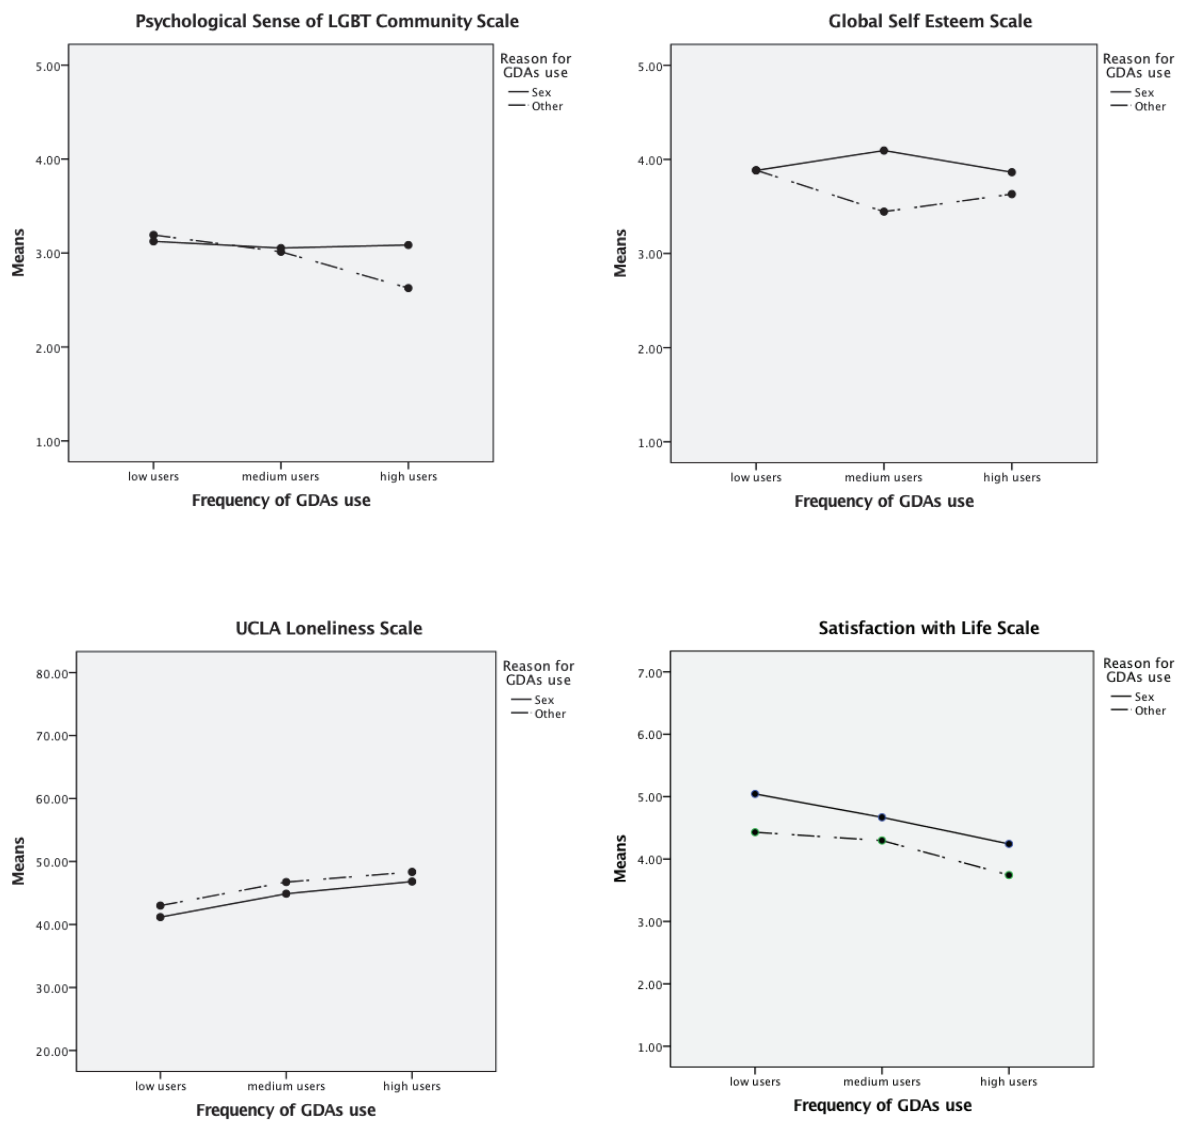 Psychological Sense of LGBT Community Scale
5.00
4.00
3.00
2.00
1.00
Means
low users
medium users
high users
Frequency of GDAs use
Reason for
GDAs use
Sex
Other
Global Self Esteem Scale
5.00
4.00
3.00
2.00
1.00
Means
low users
medium users
high users
Frequency of GDAs use
Reason for
GDAs use
Sex
Other
UCLA Loneliness Scale
80.00
70.00
60.00
50.00
40.00
30.00
20.00
Means
low users
medium users
high users
Frequency of GDAs use
Reason for
GDAs use
Sex
Other
Satisfaction with Life Scale
7.00
6.00
5.00
4.00
3.00
2.00
1.00
Means
low users
medium users
high users
Frequency of GDAs use
Reason for
GDAs use
Sex
Other